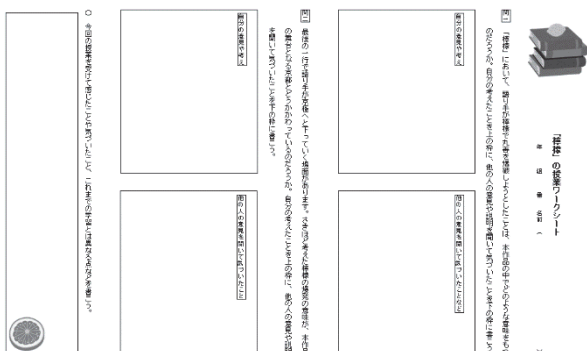 「檸檬」の授業ワークシート
年 組 番 名前（
問一 「檸檬」において、語り手が檸檬で丸善を爆破しようとしたことは、本作品の中でどのような意味をもつ
のだろうか。自分の考えたことを上の枠に、他の人の意見や説明を聞いて気づいたことを下の枠に書こう
自分の意見や考え
他の人の意見を聞いて気づいたことなど
問二 最後の一行で語り手が京極へと下っていく場面があります。さきほど考えた檸檬の爆発の意味が、本作品
の舞台となる京都とどうかかわっているのだろうか。自分の考えたことを上の枠に、他の人の意見や説明
を聞いて気づいたことを下の枠に書こう。
自分の意見や考え
他の人の意見を聞いて気づいたこと
○ 今回の授業を受けて感じたことや気づいたこと、これまでの学習とは異なる点などを書こう。